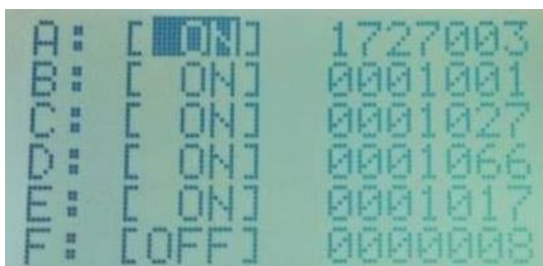 A: [ ON] 1727003
B: [ ON] 0001001
C: [ ON] 0001027
D: [ ON] 0001066
E: [ ON] 0001017
F: [OFF] 0000008